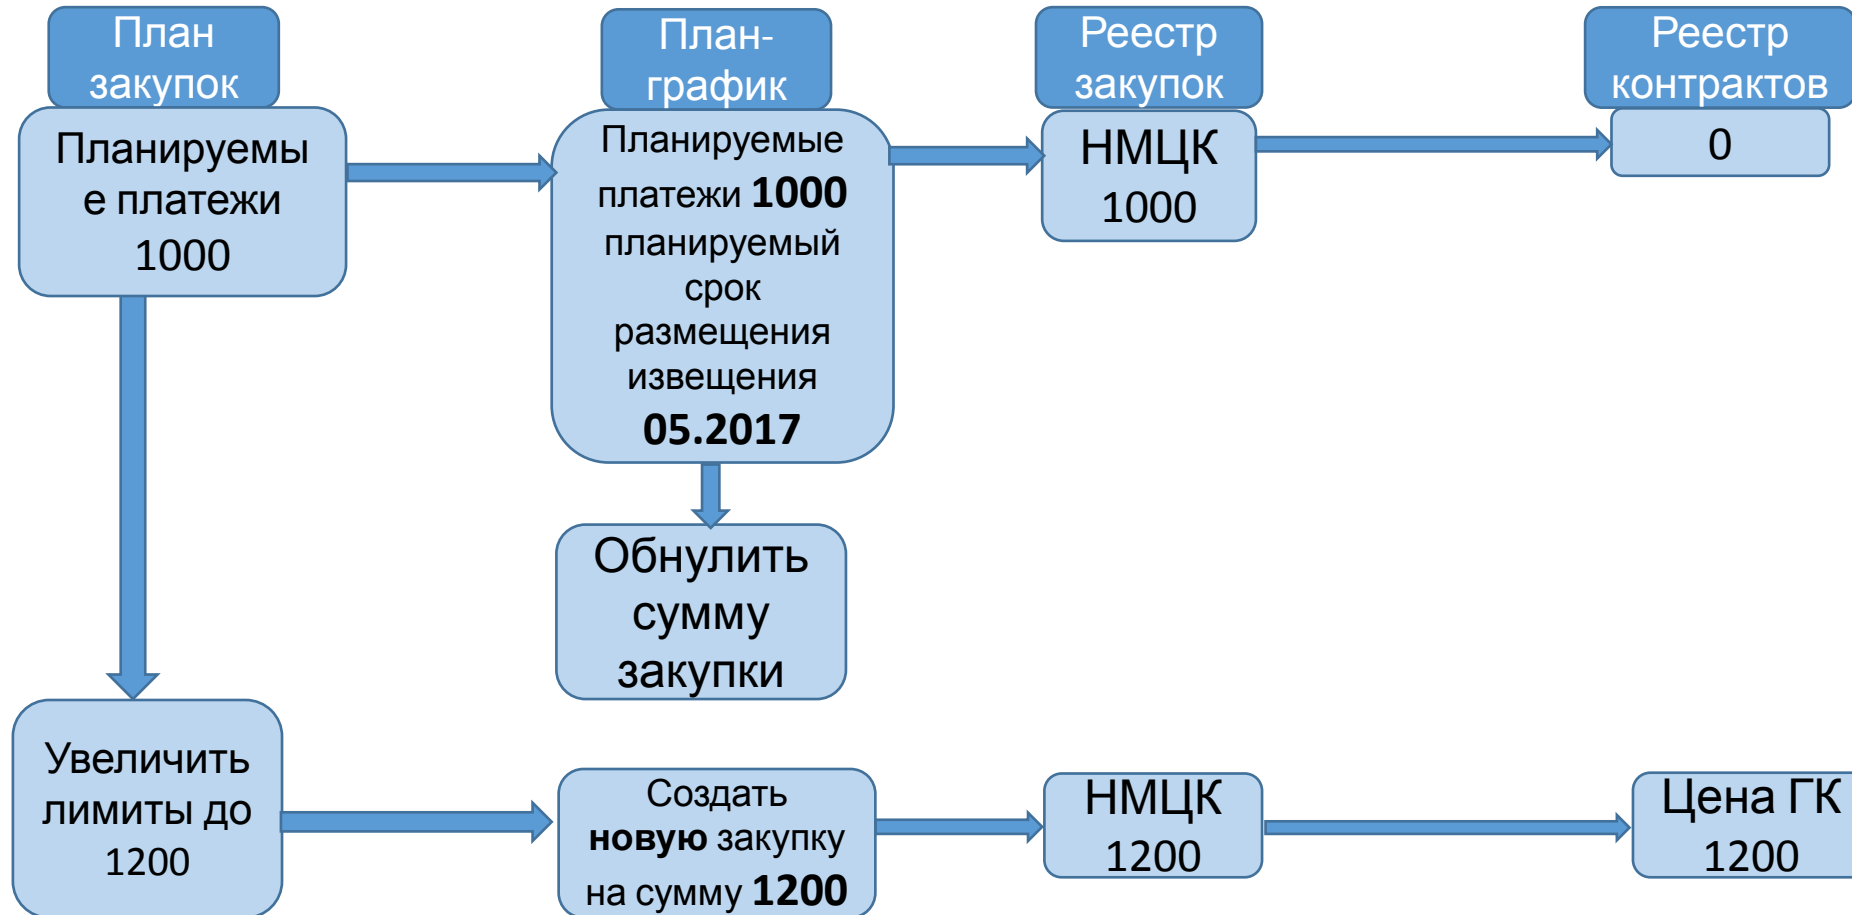 План
закупок
План-
график
Реестр
закупок
Реестр
контрактов
Планируемы
е платежи
1000
Планируемые
платежи 1000
планируемый
срок
размещения
извещения
05.2017
НМЦК
1000
0
Обнулить
сумму
закупки
Увеличить
лимиты до
1200
Создать
новую закупку
на сумму 1200
НМЦК
1200
Цена ГК
1200